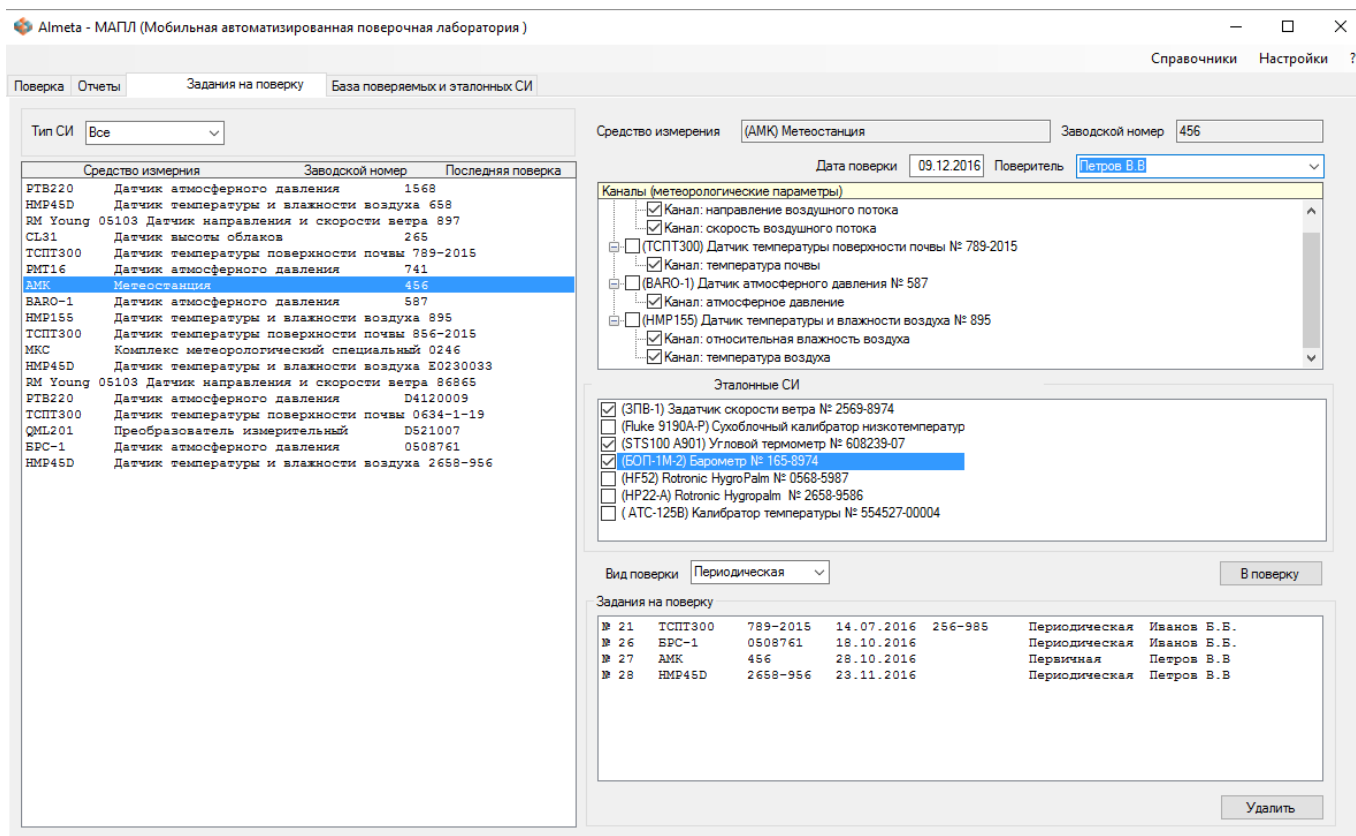 Almeta - МАПЛ (Мобильная автоматизированная поверочная лаборатория )
Справочники Настройки ?
Поверка Отчеты Задания на поверку База поверяемых и эталонных СИ
Тип СИ Все
Средство измерния Заводской номер Последняя поверка
PTB220 Датчик атмосферного давления 1568
HMP45D Датчик температуры и влажности воздуха 658
RM Young 05103 Датчик направления и скорости ветра 897
CL31 Датчик высоты облаков 265
ТСПТ300 Датчик температуры поверхности почвы 789-2015
PMT16 Датчик атмосферного давления 741
АМК Метеостанция 456
BARO-1 Датчик атмосферного давления 587
HMP155 Датчик температуры и влажности воздуха 895
ТСПТ300 Датчик температуры поверхности почвы 856-2015
МКС Комплекс метеорологический специальный 0246
HMP45D Датчик температуры и влажности воздуха E0230033
RM Young 05103 Датчик направления и скорости ветра 86865
PTB220 Датчик атмосферного давления D4120009
ТСПТ300 Датчик температуры поверхности почвы 0634-1-19
QML201 Преобразователь измерительный D521007
БРС-1 Датчик атмосферного давления 0508761
HMP45D Датчик температуры и влажности воздуха 2658-956
Средство измерения (АМК) Метеостанция Заводской номер 456
Дата поверки 09.12.2016 Поверитель Петров В.В
Каналы (метеорологические параметры)
Канал: направление воздушного потока
Канал: скорость воздушного потока
(ТСПТ300) Датчик температуры поверхности почвы № 789-2015
Канал: температура почвы
(BARO-1) Датчик атмосферного давления № 587
Канал: атмосферное давление
(HMP155) Датчик температуры и влажности воздуха № 895
Канал: относительная влажность воздуха
Канал: температура воздуха
Эталонные СИ
(ЗПВ-1) Задатчик скорости ветра № 2569-8974
(Fluke 9190A-P) Сухоблочный калибратор низкотемператур
(STS100 A901) Угловой термометр № 608239-07
(БОП-1М-2) Барометр № 165-8974
(HF52) Rotronic HygroPalm № 0568-5987
(HP22-A) Rotronic Hygropalm № 2658-9586
( ATC-125B) Калибратор температуры № 554527-00004
Вид поверки Периодическая В поверку
Задания на поверку
№ 21 ТСПТ300 789-2015 14.07.2016 256-985 Периодическая Иванов Б.Б.
№ 26 БРС-1 0508761 18.10.2016 Периодическая Иванов Б.Б.
№ 27 АМК 456 28.10.2016 Первичная Петров В.В
№ 28 HMP45D 2658-956 23.11.2016 Периодическая Петров В.В
Удалить